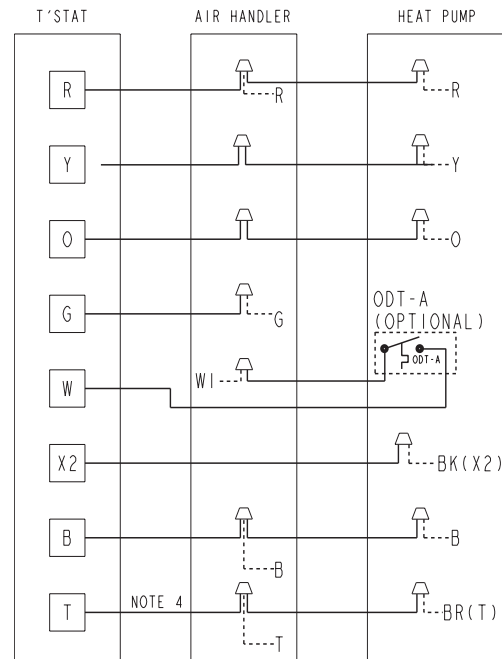 T'STAT AIR HANDLER HEAT PUMP
R R R
Y Y
O O
G G
ODT-A
(OPTIONAL)
ODT-A
W W1
X2 BK(X2)
B B B
T NOTE 4 T BR(T)